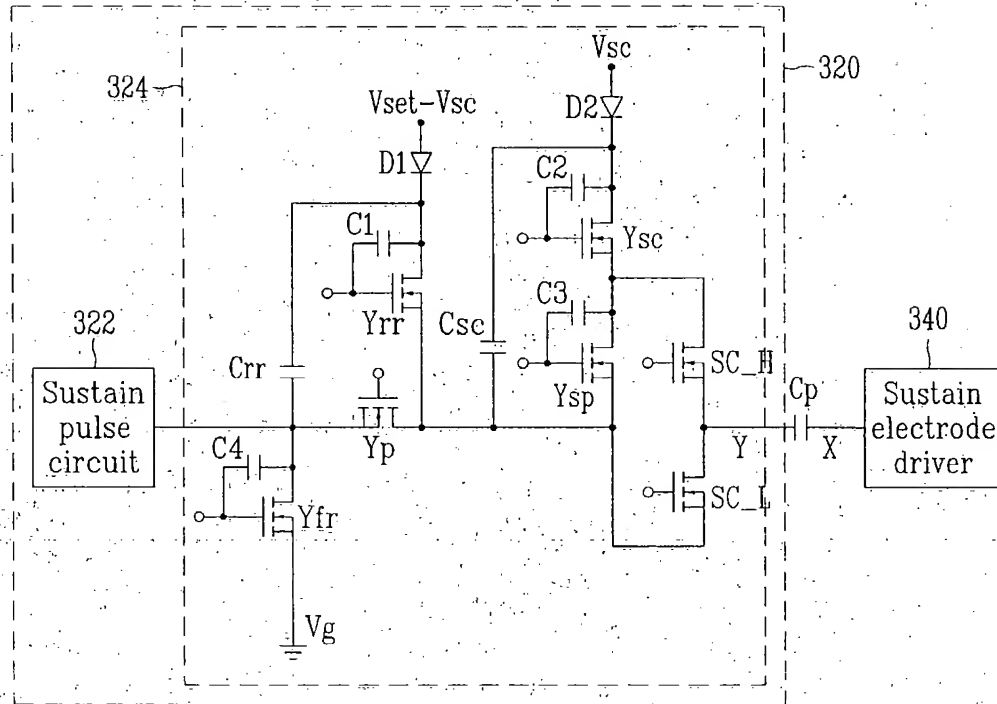 Vsc
320
324
Vset-Vsc
D2
D1
C2
C1
Ysc
C3
322
Yrr
Csc
340
Crr
Ysp
SC_H
Sustain
pulse
circuit
Cp
Sustain
electrode
driver
Yp
Y
X
C4
SC_L
Yfr
Vg